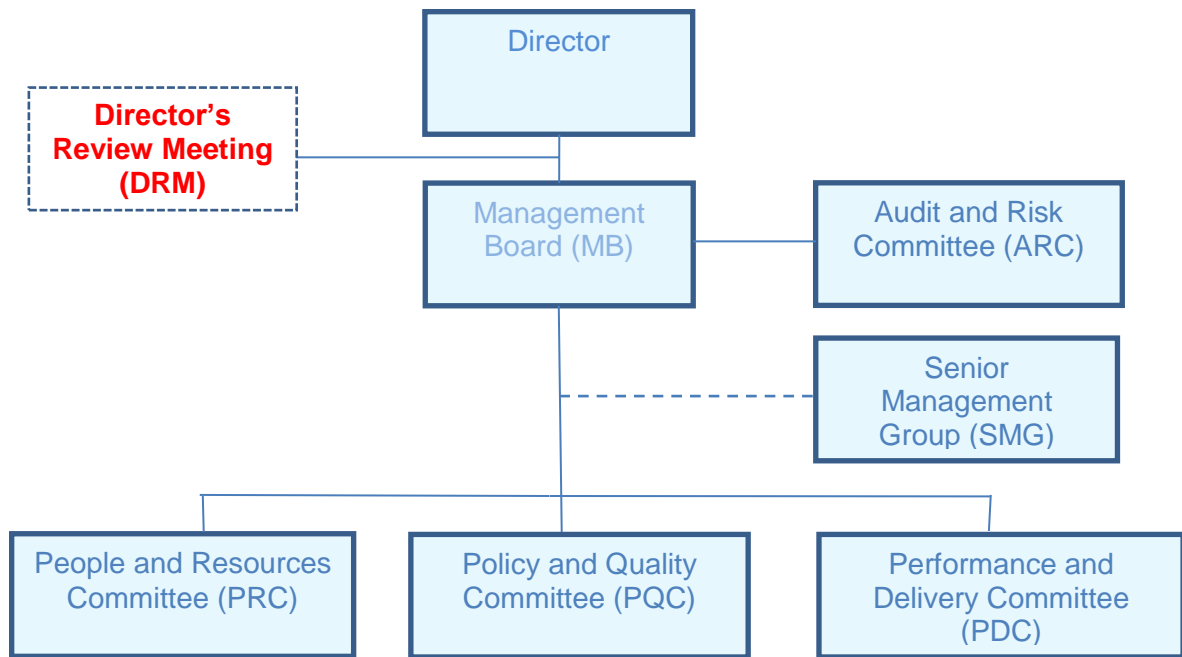 Director
Director’s
Review Meeting
(DRM)
Management
Board (MB)
Audit and Risk
Committee (ARC)
Senior
Management
Group (SMG)
People and Resources
Committee (PRC)
Policy and Quality
Committee (PQC)
Performance and
Delivery Committee
(PDC)